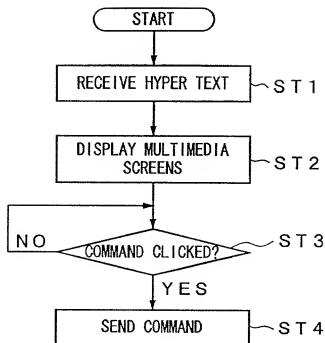 START
RECEIVE HYPER TEXT
ST1
DISPLAY MULTIMEDIA
SCREENS
ST2
COMMAND CLICKED?
ST3
NO
YES
SEND COMMAND
ST4